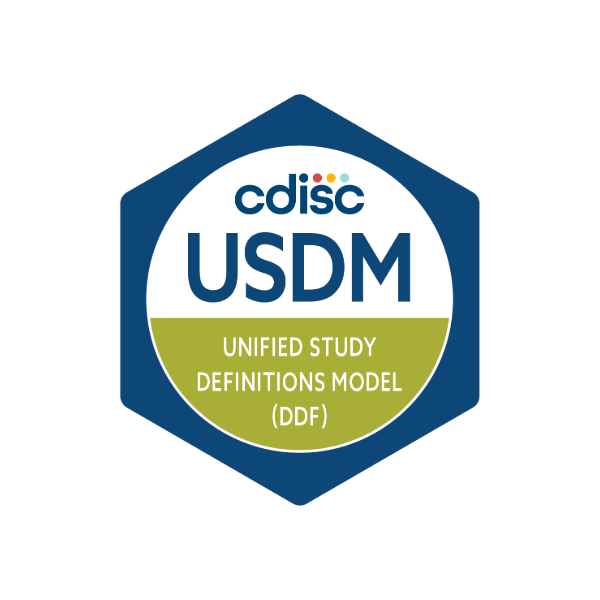 cdisc
USDM
UNIFIED STUDY
DEFINITIONS MODEL
(DDF)